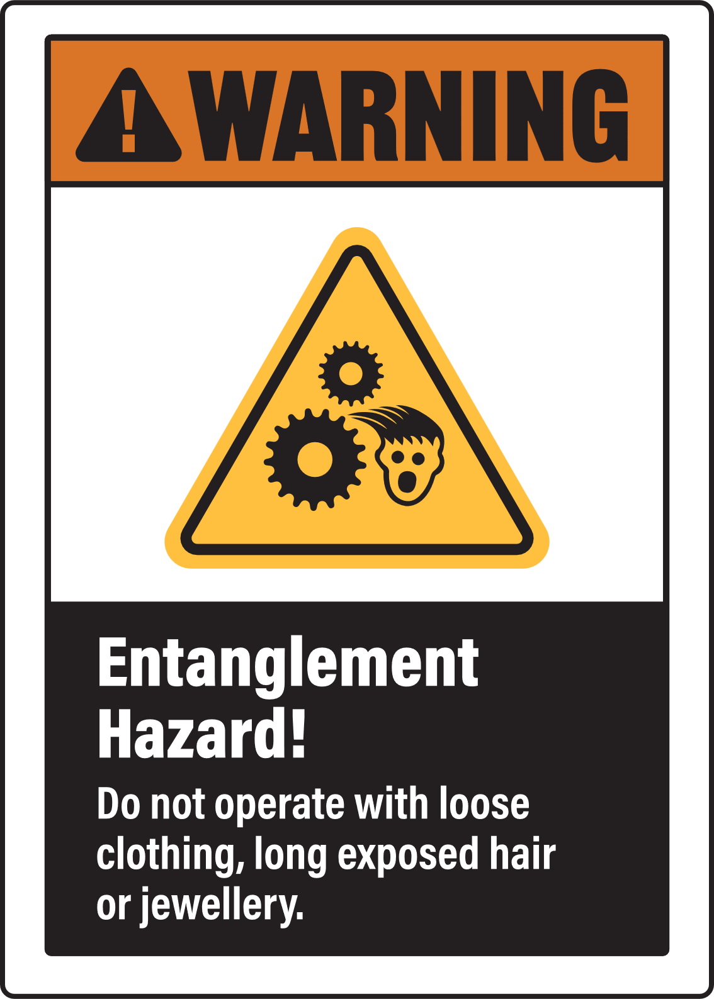 WARNING
Entanglement
Hazard!
Do not operate with loose
clothing, long exposed hair
or jewellery.